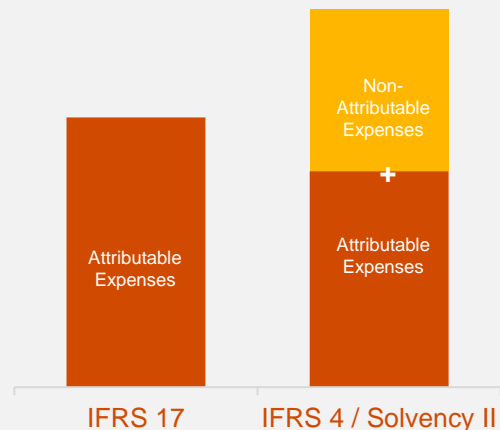 Non-
Attributable
Expenses
+
Attributable
Expenses
Attributable
Expenses
IFRS 17
IFRS 4 / Solvency II